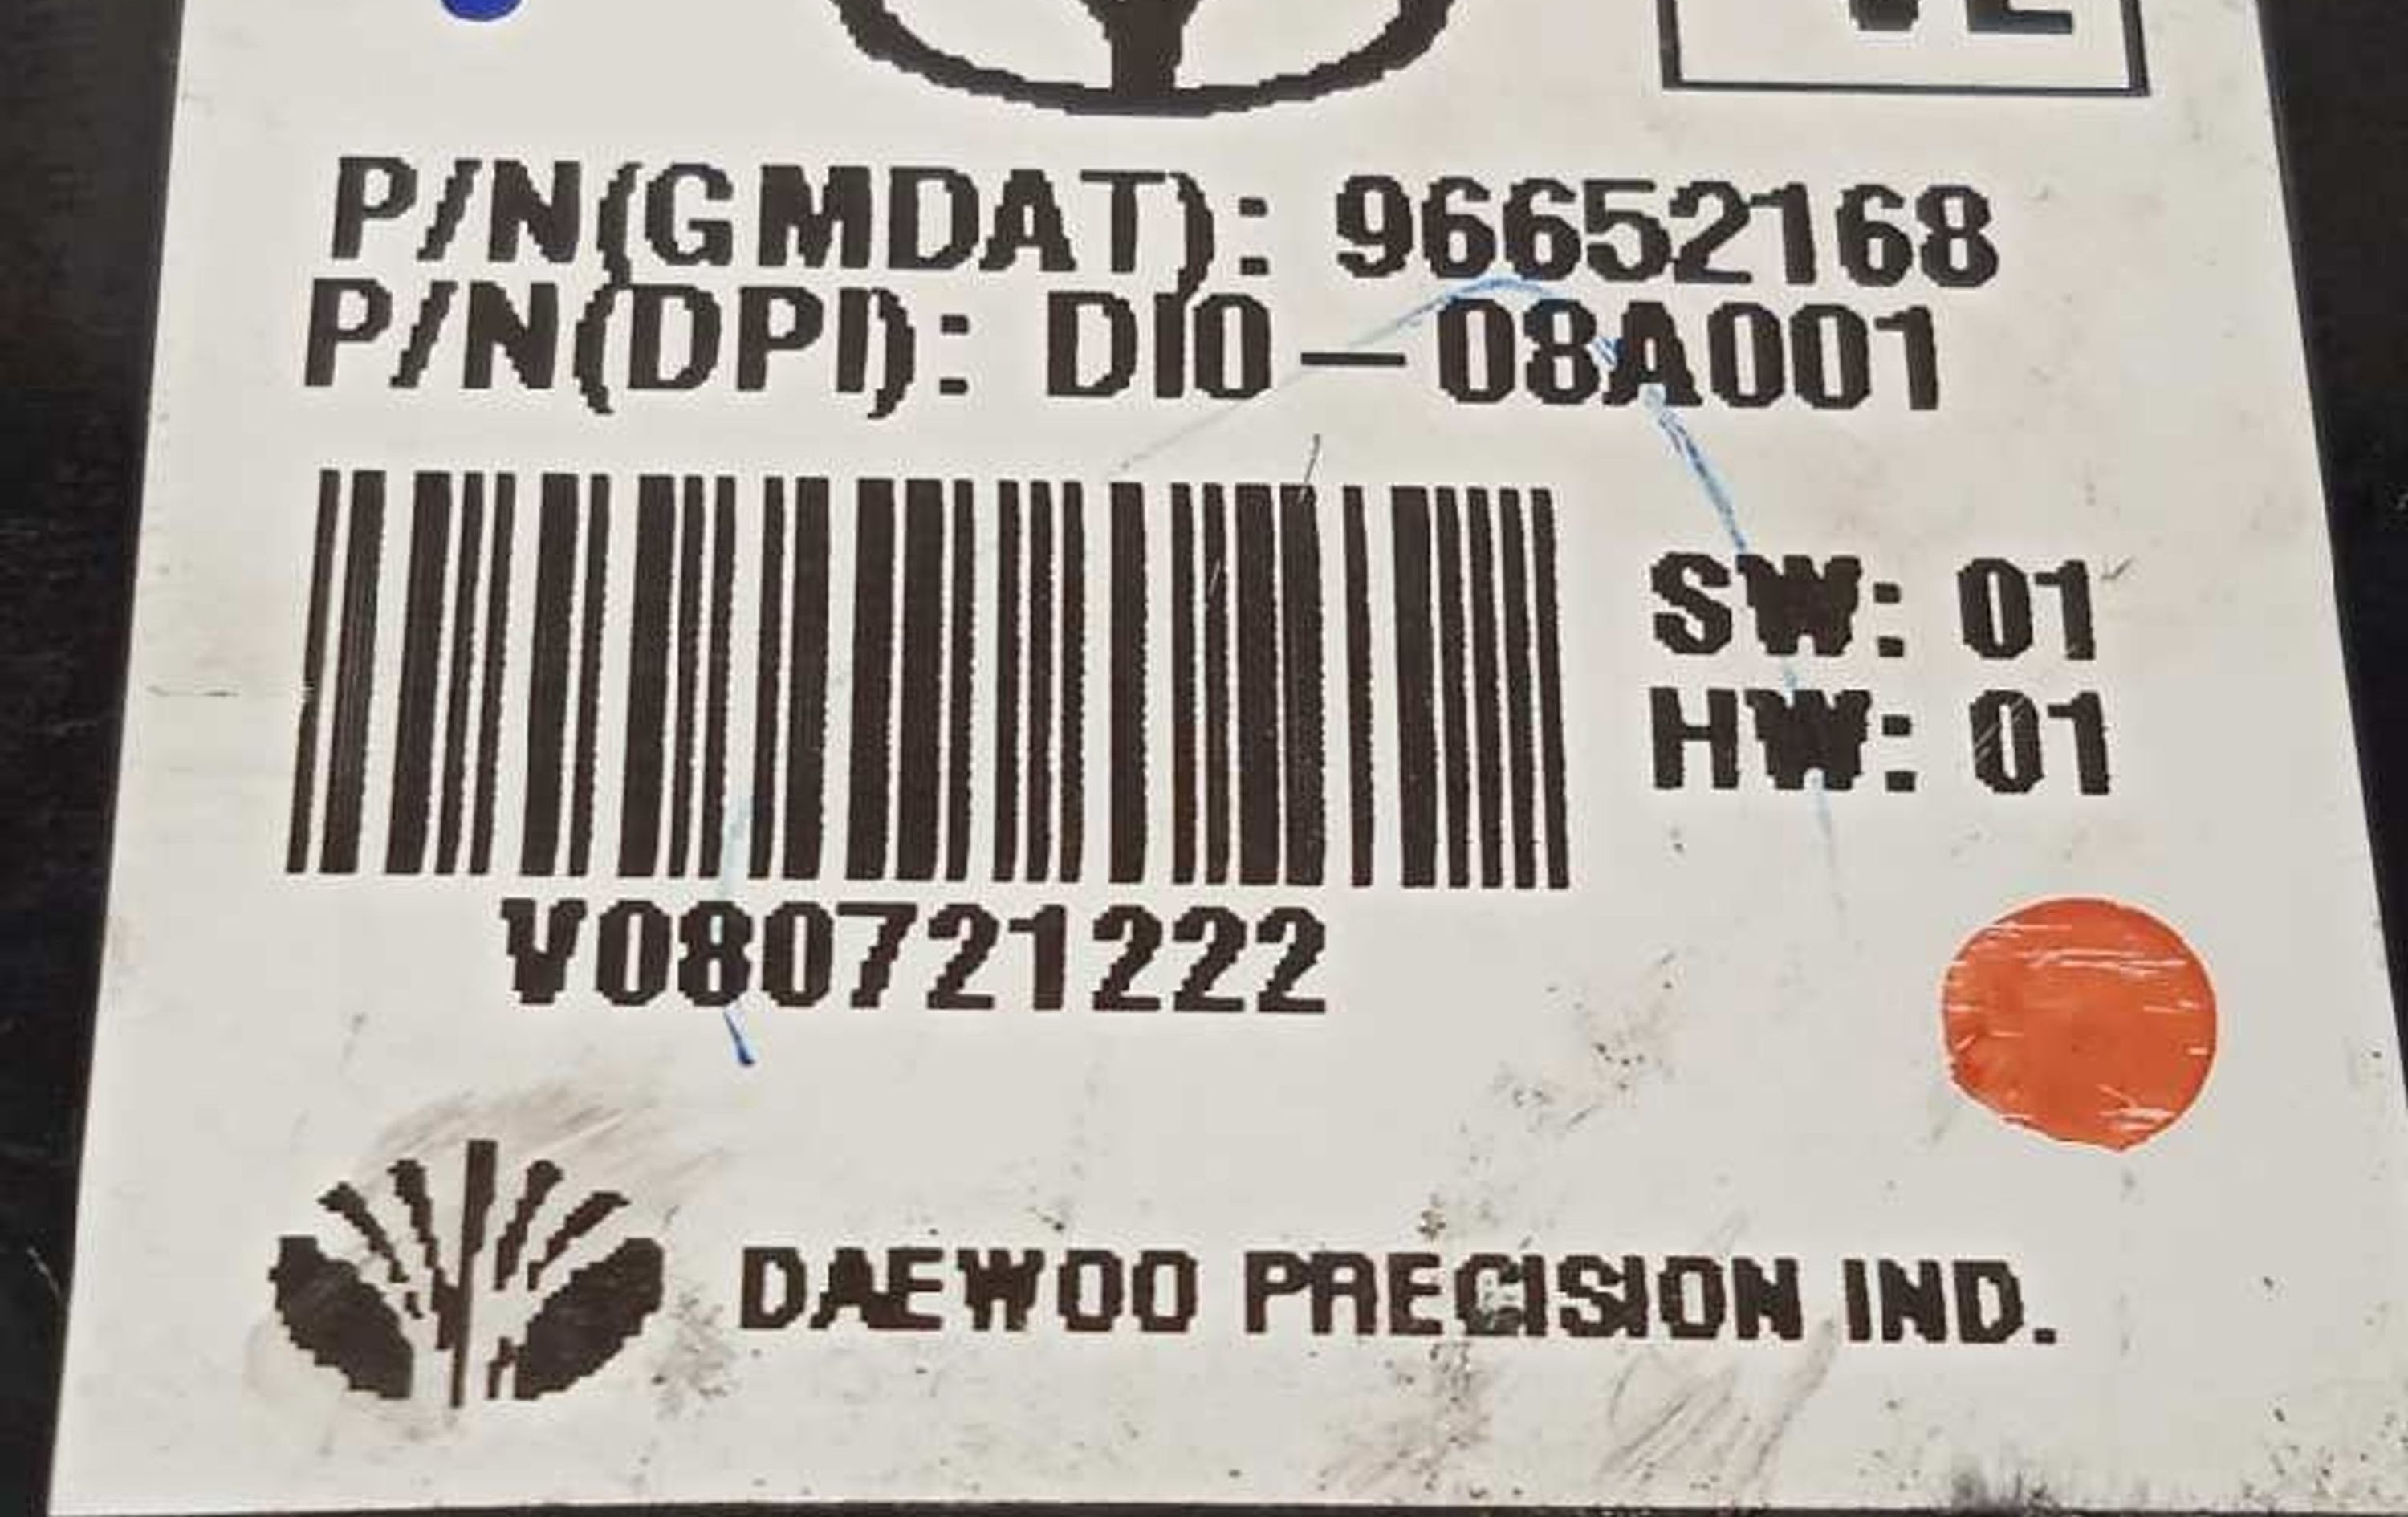 P/N(GMDAT): 96652168
P/N(DPI): DI0-08A001
SW: 01
HW: 01
V080721222
DAEWOO PRECISION IND.